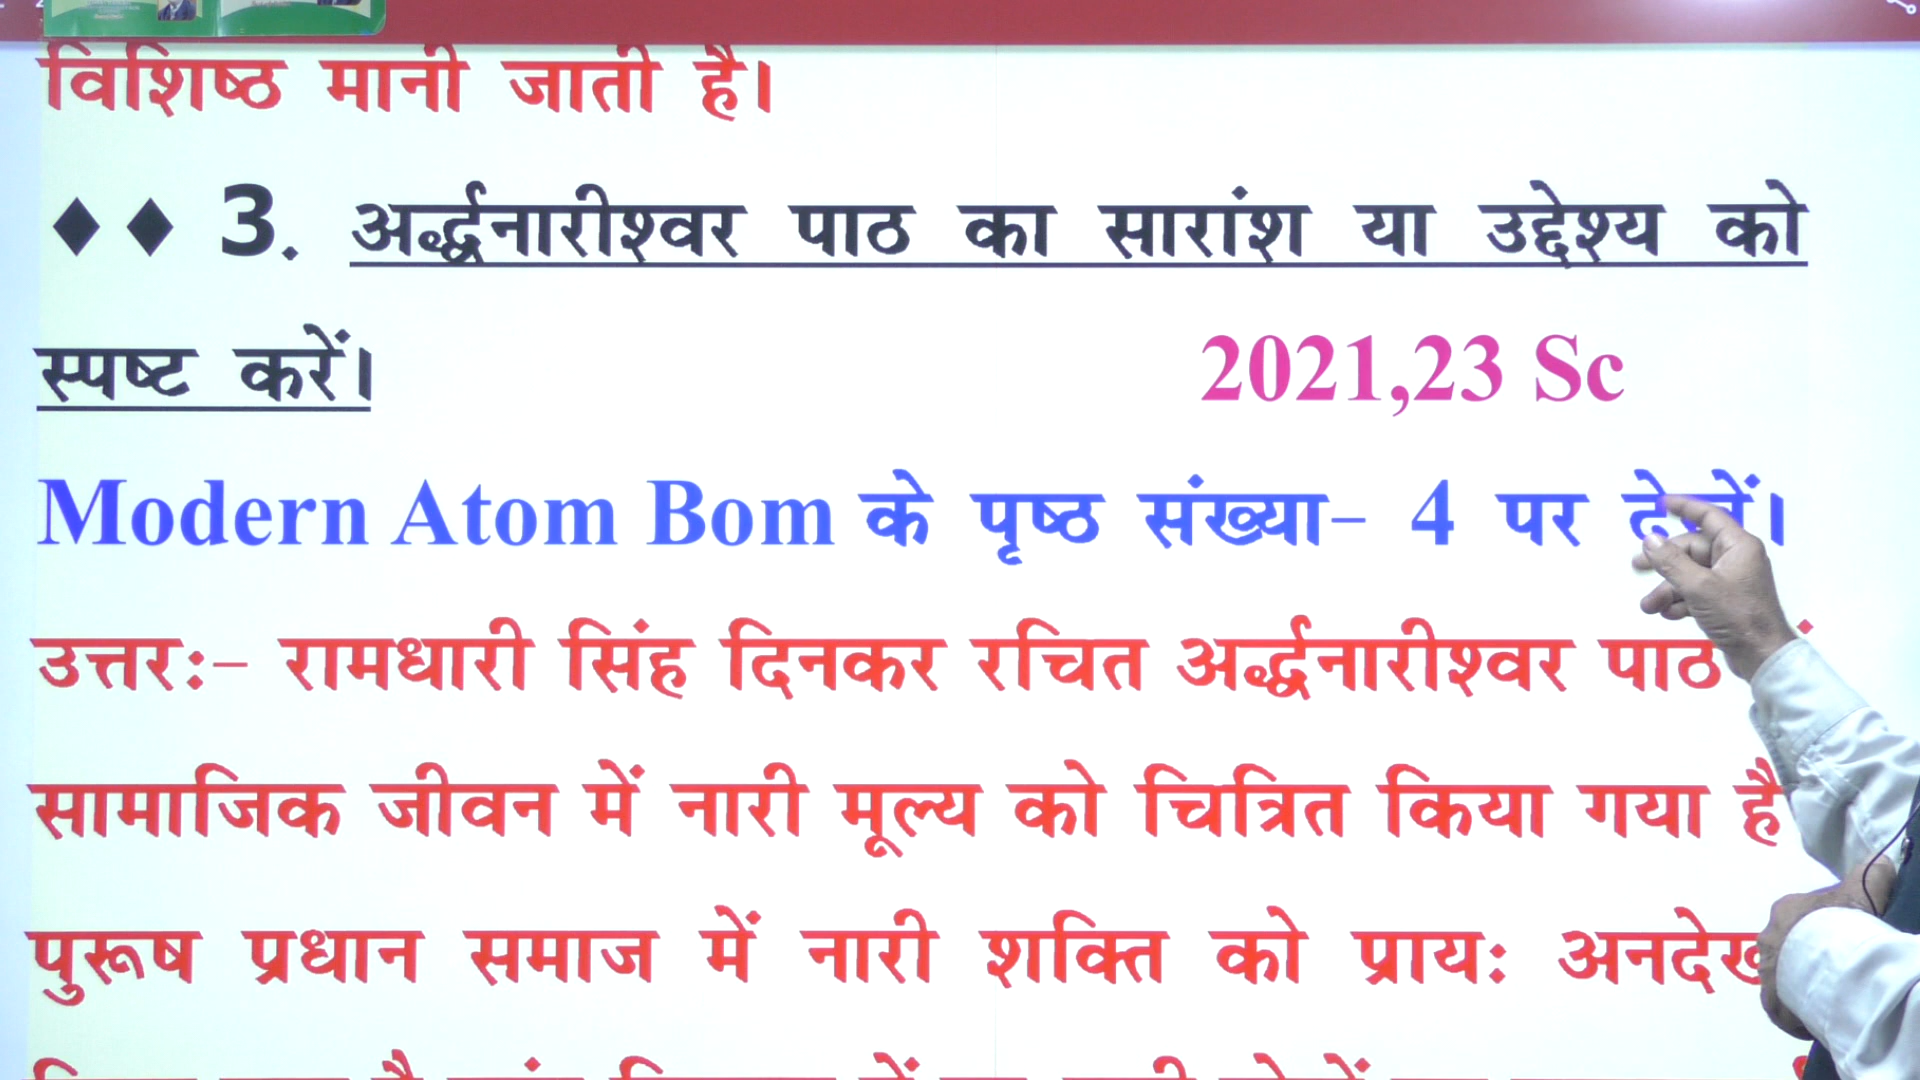 विशिष्ठ मानी जाती है।
♦♦ 3. अर्द्धनारीश्वर पाठ का सारांश या उद्देश्य को
स्पष्ट करें। 2021,23 Sc
Modern Atom Bom के पृष्ठ संख्या- 4 पर देखें।
उत्तरः- रामधारी सिंह दिनकर रचित अर्द्धनारीश्वर पाठ
सामाजिक जीवन में नारी मूल्य को चित्रित किया गया है
पुरूष प्रधान समाज में नारी शक्ति को प्रायः